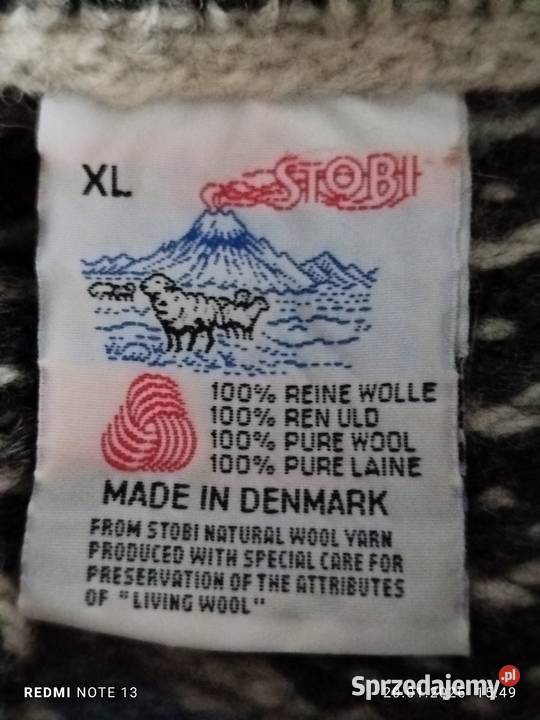 XL
STOBI
100% REINE WOLLE
100% REN ULD
100% PURE WOOL
100% PURE LAINE
MADE IN DENMARK
FROM STOBI NATURAL WOOL YARN
PRODUCED WITH SPECIAL CARE FOR
PRESERVATION OF THE ATTRIBUTES
OF "LIVING WOOL"
REDMI NOTE 13
Sprzedajemy.pl